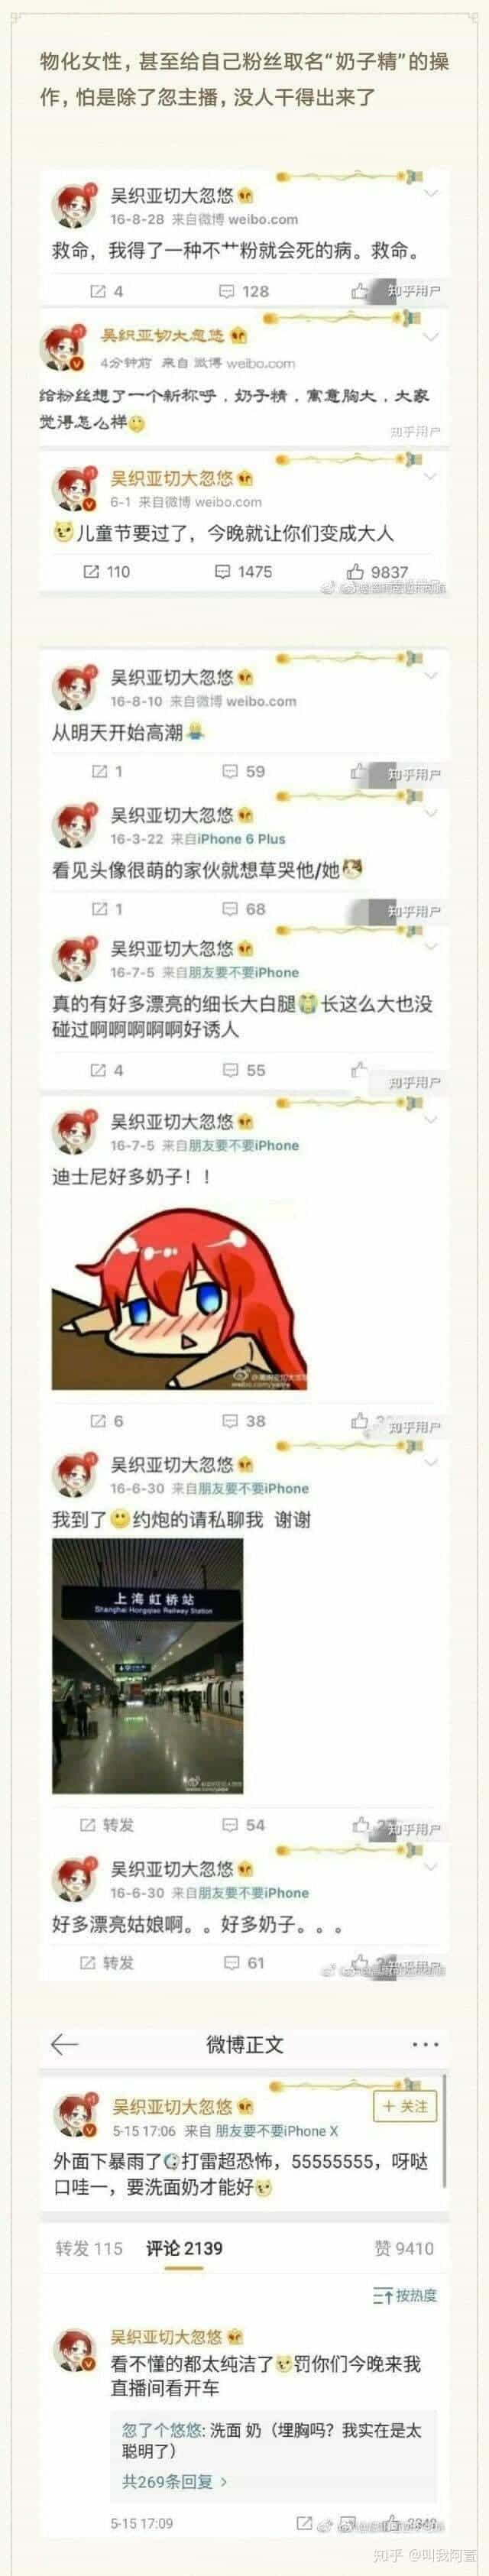 物化女性，甚至给自己粉丝取名“奶子精”的操
作，怕是除了忽主播，没人干得出来了
吴织亚切大忽悠
16-8-28 来自微博 weibo.com
救命，我得了一种不艹粉就会死的病。救命。
4
128
知乎用户
吴织亚切大忽悠
4分钟前 来自 微博 weibo.com
给粉丝想了一个新称呼，奶子精，寓意胸大，大家
觉得怎么样
知乎用户
吴织亚切大忽悠
6-1 来自微博 weibo.com
儿童节要过了，今晚就让你们变成大人
110
1475
9837
吴织亚切大忽悠
16-8-10 来自微博 weibo.com
从明天开始高潮
1
59
知乎用户
吴织亚切大忽悠
16-3-22 来自iPhone 6 Plus
看见头像很萌的家伙就想草哭他/她
1
68
知乎用户
吴织亚切大忽悠
16-7-5 来自朋友要不要iPhone
真的有好多漂亮的细长大白腿 长这么大也没
碰过啊啊啊啊啊好诱人
4
55
知乎用户
吴织亚切大忽悠
16-7-5 来自朋友要不要iPhone
迪士尼好多奶子！！
6
38
知乎用户
吴织亚切大忽悠
16-6-30 来自朋友要不要iPhone
我到了 约炮的请私聊我 谢谢
上海虹桥站
Shanghai Hongqiao Railway Station
转发
54
知乎用户
吴织亚切大忽悠
16-6-30 来自朋友要不要iPhone
好多漂亮姑娘啊。。好多奶子。。。
转发
61
微博正文
吴织亚切大忽悠
+ 关注
5-15 17:06 来自 朋友要不要iPhone X
外面下暴雨了 打雷超恐怖，55555555，呀哒
口哇一，要洗面奶才能好
转发 115 评论 2139 赞 9410
按热度
吴织亚切大忽悠
看不懂的都太纯洁了 罚你们今晚来我
直播间看开车
忽了个悠悠: 洗面 奶（埋胸吗？我实在是太
聪明了）
共269条回复 >
5-15 17:09
知乎 @叫我阿壹